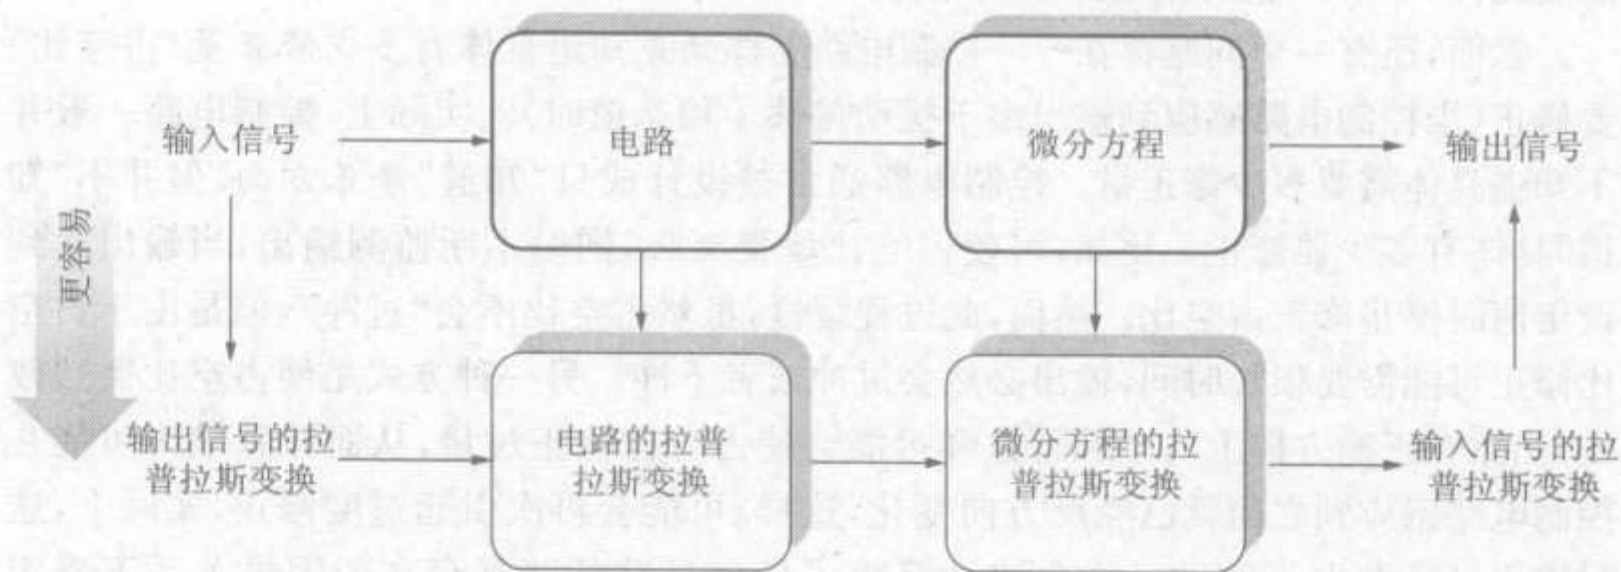 输入信号
电路
微分方程
输出信号
更容易
输出信号的拉
普拉斯变换
电路的拉普
拉斯变换
微分方程的拉
普拉斯变换
输入信号的拉
普拉斯变换